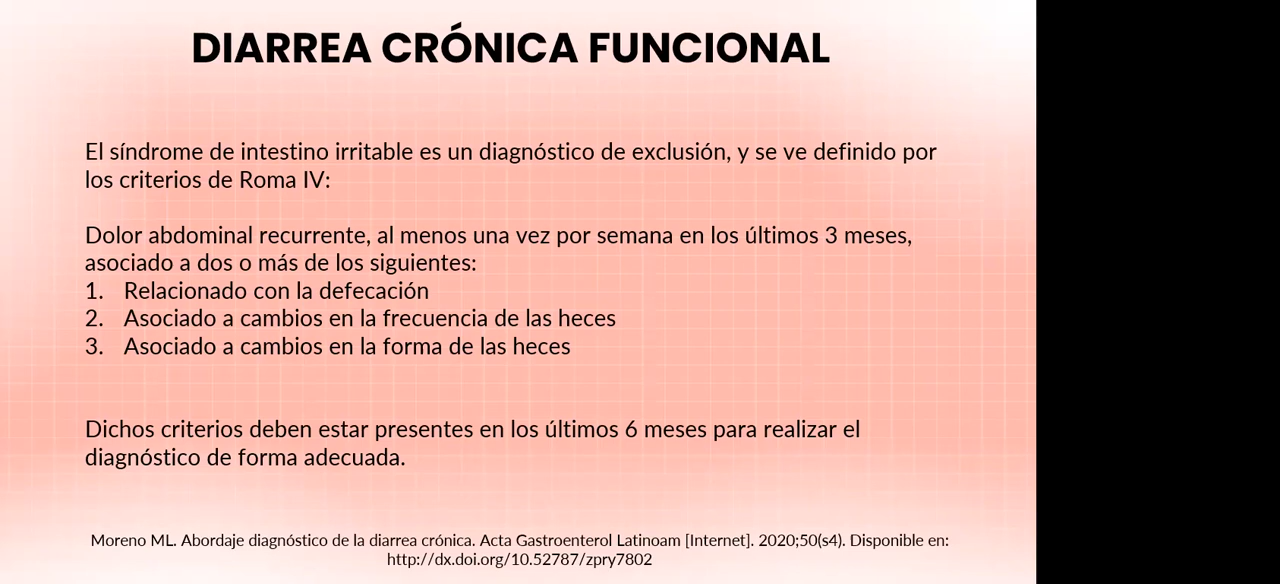 DIARREA CRÓNICA FUNCIONAL
El síndrome de intestino irritable es un diagnóstico de exclusión, y se ve definido por
los criterios de Roma IV:
Dolor abdominal recurrente, al menos una vez por semana en los últimos 3 meses,
asociado a dos o más de los siguientes:
1. Relacionado con la defecación
2. Asociado a cambios en la frecuencia de las heces
3. Asociado a cambios en la forma de las heces
Dichos criterios deben estar presentes en los últimos 6 meses para realizar el
diagnóstico de forma adecuada.
Moreno ML. Abordaje diagnóstico de la diarrea crónica. Acta Gastroenterol Latinoam [Internet]. 2020;50(s4). Disponible en:
http://dx.doi.org/10.52787/zpry7802